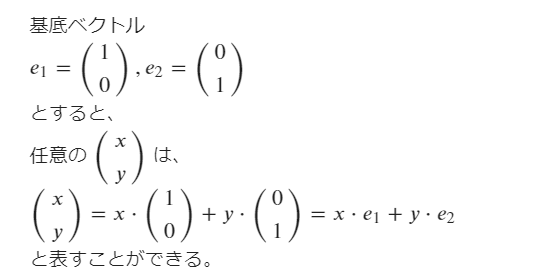 基底ベクトル
e₁ = (1 0), e₂ = (0 1)
とすると、
任意の (x y) は、
(x y) = x · (1 0) + y · (0 1) = x · e₁ + y · e₂
と表すことができる。